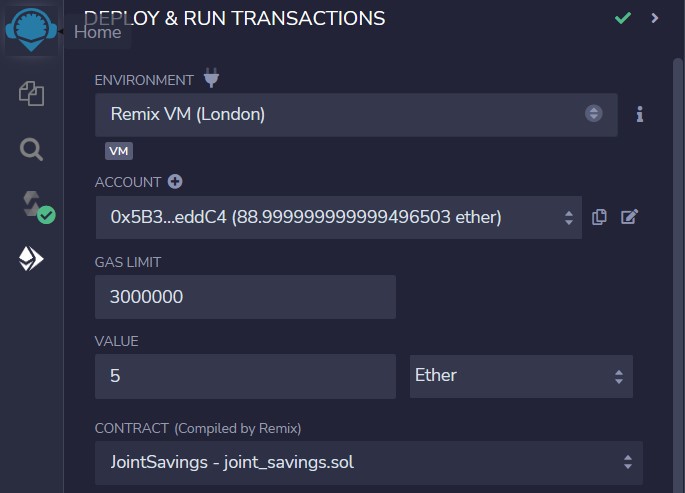 DEPLOY & RUN TRANSACTIONS
Home
ENVIRONMENT
Remix VM (London)
VM
ACCOUNT
0x5B3...eddC4 (88.999999999999496503 ether)
GAS LIMIT
3000000
VALUE
5
Ether
CONTRACT (Compiled by Remix)
JointSavings - joint_savings.sol